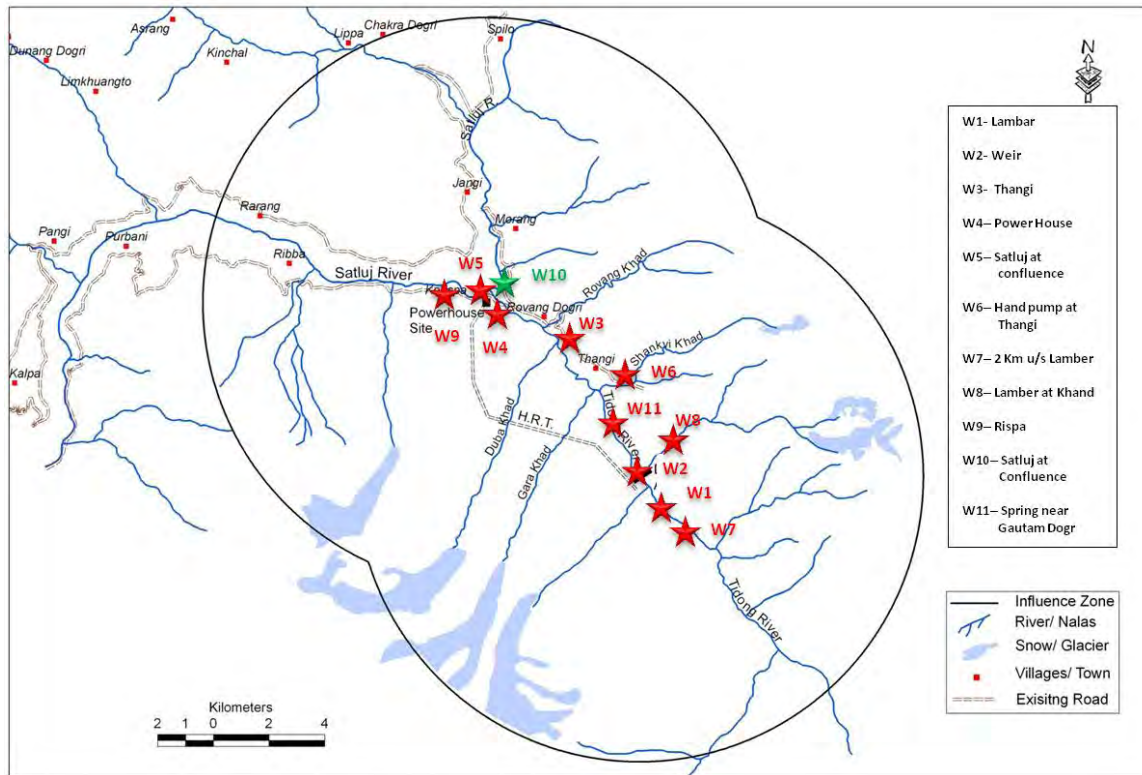 Asrang
Lippa
Chakra Dogri
Spilo
Dunang Dogri
Kinchal
Limkhuangto
N
Satluj R.
Jangi
Rarang
Morang
Pangi
Purbani
Ribba
Satluj River
W5
W10
Rovang Khad
Powerhouse
Site
Rovang Dogri
W9
W4
W3
Shankvi Khad
Thangi
W6
Kalpa
Duba Khad
Gara Khad
H.R.T.
W11
River
W8
W2
W1
W7
Tidong River
W1- Lambar
W2- Weir
W3- Thangi
W4– Power House
W5– Satluj at
confluence
W6– Hand pump at
Thangi
W7– 2 Km u/s Lamber
W8– Lamber at Khand
W9– Rispa
W10– Satluj at
Confluence
W11– Spring near
Gautam Dogr
Influence Zone
River/ Nalas
Snow/ Glacier
Villages/ Town
Exisitng Road
Kilometers
2 1 0 2 4